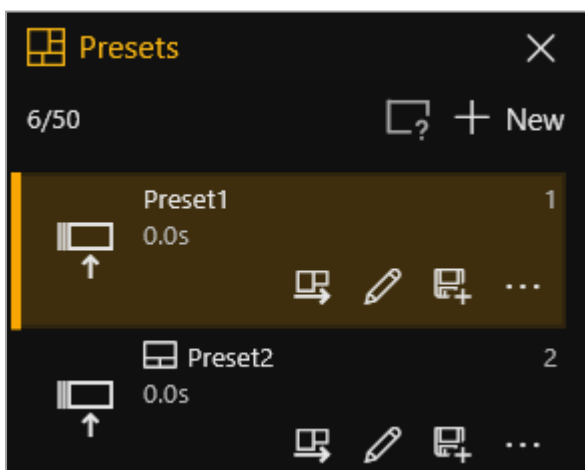 Presets
6/50
? + New
Preset1 1
0.0s
...
Preset2 2
0.0s
...